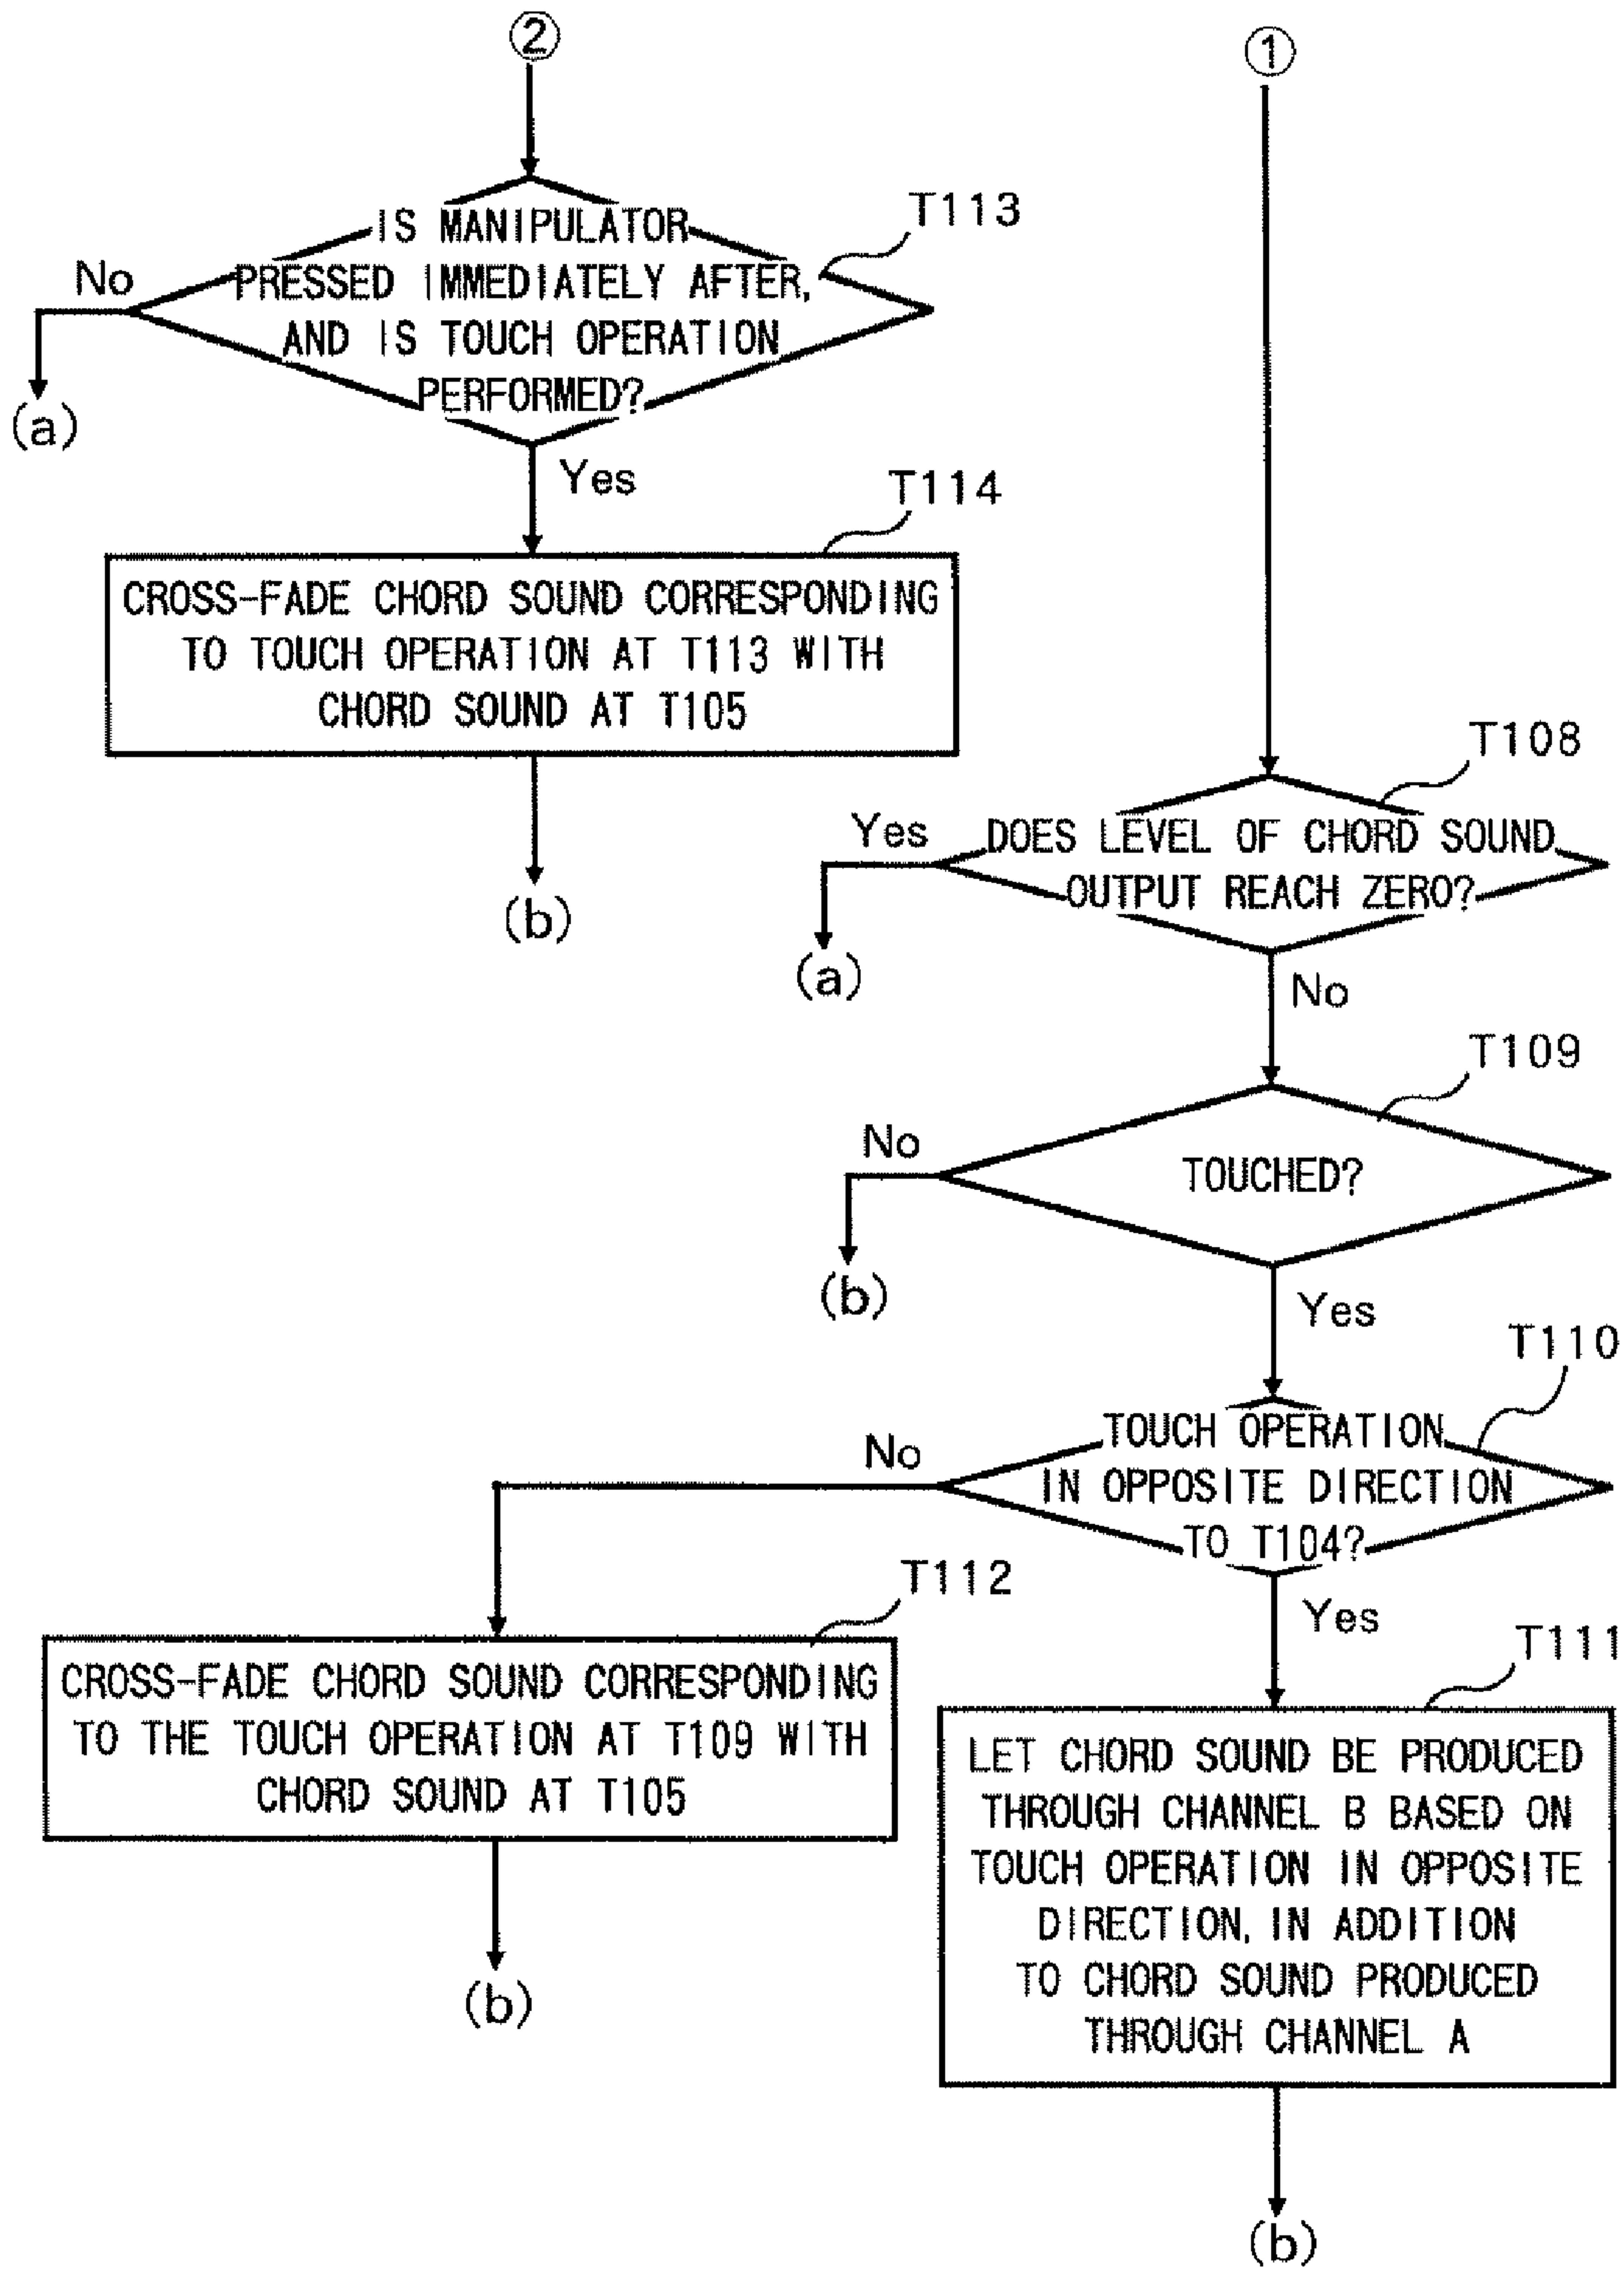 ②
IS MANIPULATOR
PRESSED IMMEDIATELY AFTER,
AND IS TOUCH OPERATION
PERFORMED?
T113
No
(a)
Yes
T114
CROSS-FADE CHORD SOUND CORRESPONDING
TO TOUCH OPERATION AT T113 WITH
CHORD SOUND AT T105
(b)
①
T108
DOES LEVEL OF CHORD SOUND
OUTPUT REACH ZERO?
Yes
(a)
No
T109
TOUCHED?
No
(b)
Yes
T110
TOUCH OPERATION
IN OPPOSITE DIRECTION
TO T104?
No
T112
CROSS-FADE CHORD SOUND CORRESPONDING
TO THE TOUCH OPERATION AT T109 WITH
CHORD SOUND AT T105
(b)
Yes
T111
LET CHORD SOUND BE PRODUCED
THROUGH CHANNEL B BASED ON
TOUCH OPERATION IN OPPOSITE
DIRECTION, IN ADDITION
TO CHORD SOUND PRODUCED
THROUGH CHANNEL A
(b)